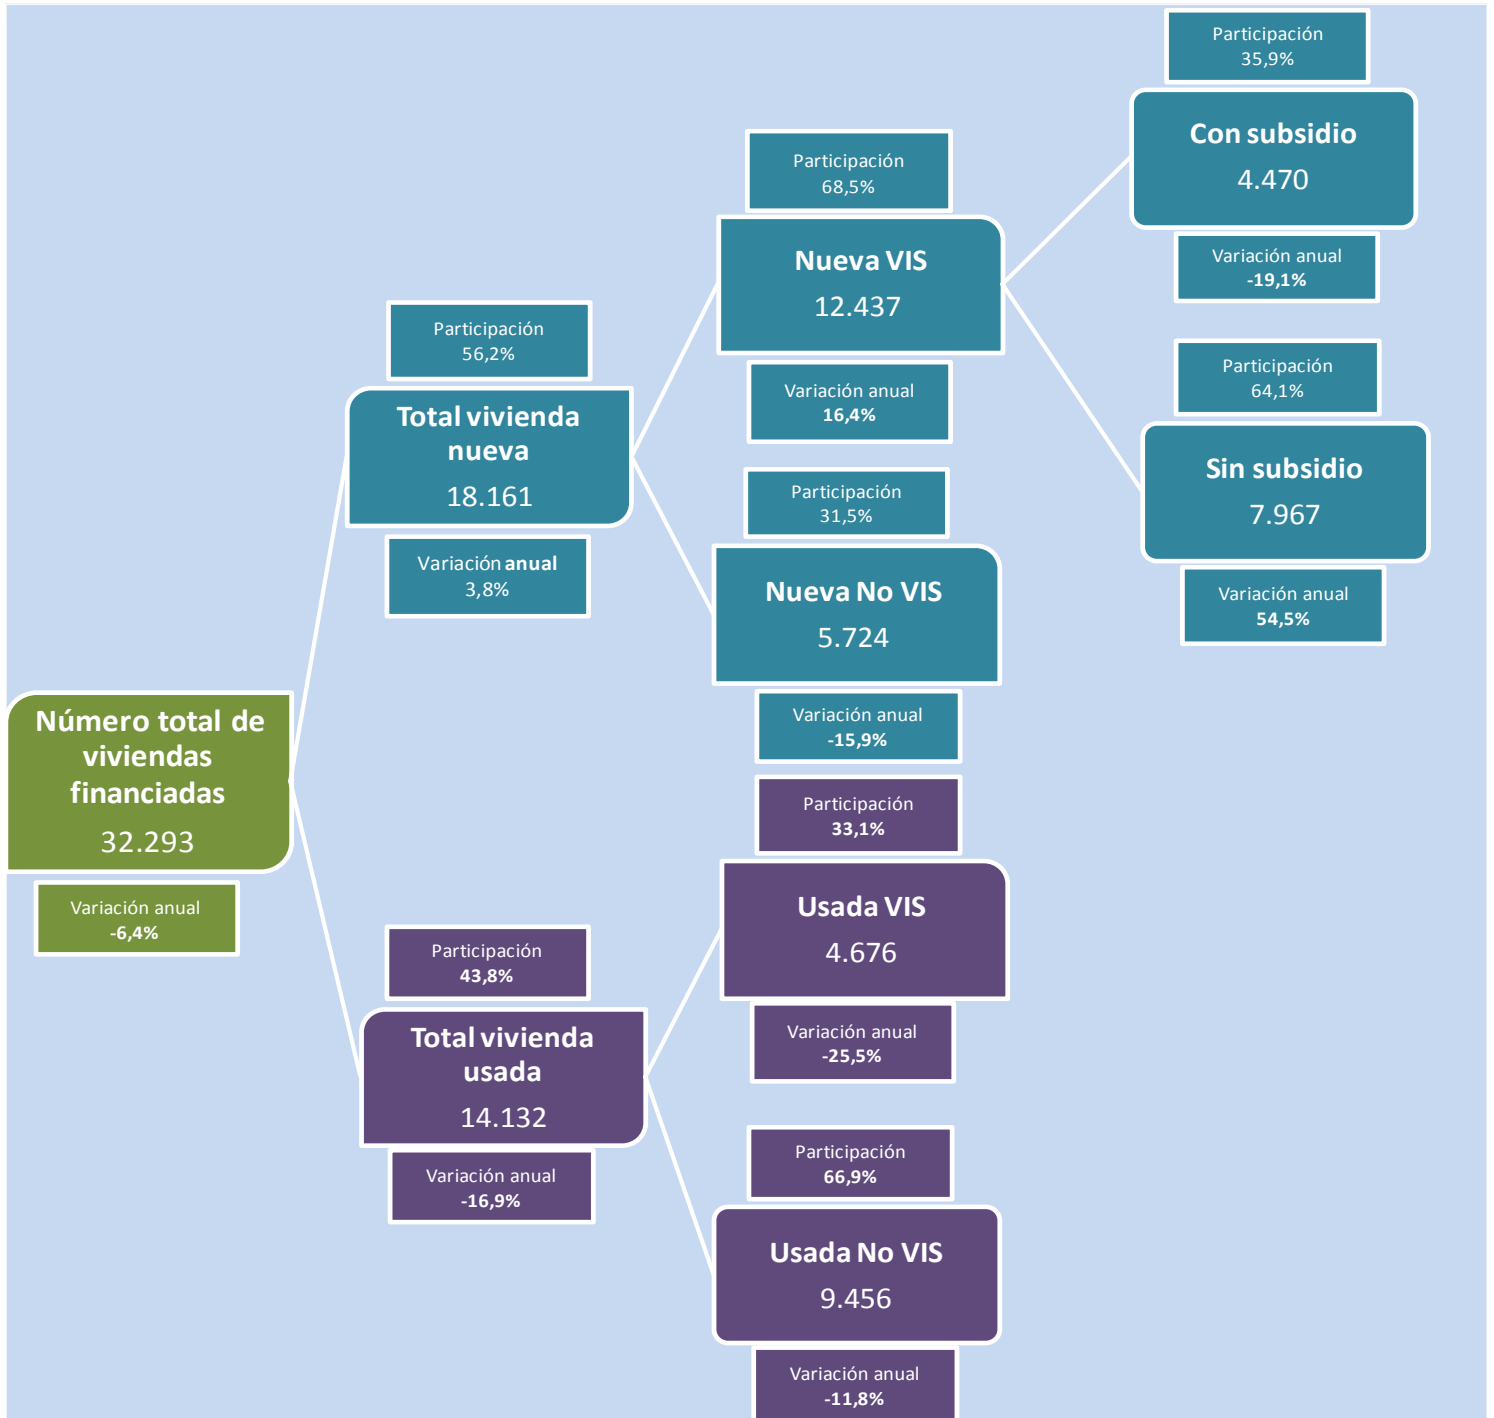 Número total de
viviendas
financiadas
32.293
Variación anual
-6,4%
Participación
56,2%
Total vivienda
nueva
18.161
Variación anual
3,8%
Participación
68,5%
Nueva VIS
12.437
Variación anual
16,4%
Participación
35,9%
Con subsidio
4.470
Variación anual
-19,1%
Participación
64,1%
Sin subsidio
7.967
Variación anual
54,5%
Participación
31,5%
Nueva No VIS
5.724
Variación anual
-15,9%
Participación
43,8%
Total vivienda
usada
14.132
Variación anual
-16,9%
Participación
33,1%
Usada VIS
4.676
Variación anual
-25,5%
Participación
66,9%
Usada No VIS
9.456
Variación anual
-11,8%